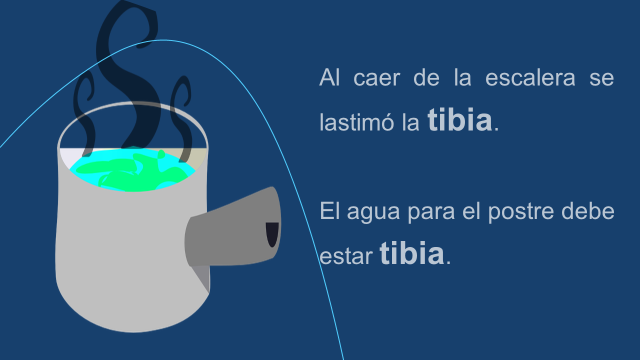 Al caer de la escalera se
lastimó la tibia.
El agua para el postre debe
estar tibia.